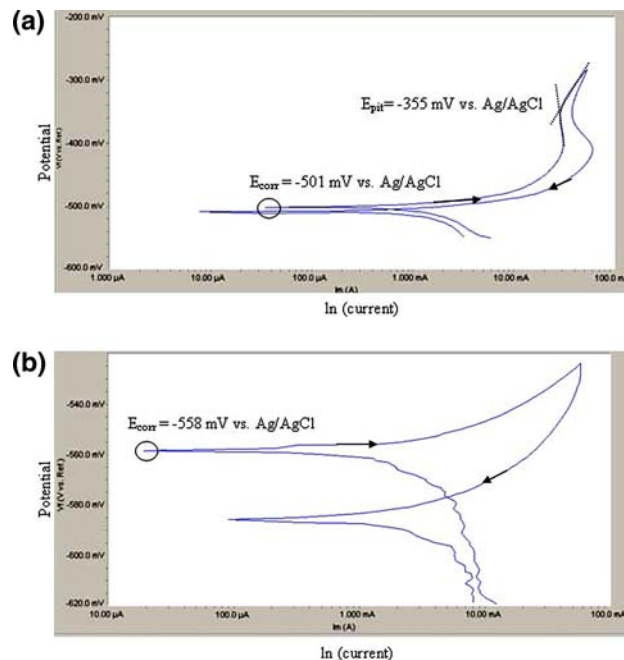 (a)
-200.0 mV
-300.0 mV
-400.0 mV
-500.0 mV
-600.0 mV
Potential
Vf (V vs. Ref.)
Epit= -355 mV vs. Ag/AgCl
Ecorr = -501 mV vs. Ag/AgCl
1.000 µA
10.00 µA
100.0 µA
1.000 mA
10.00 mA
100.0 m
Im (A)
ln (current)
(b)
-540.0 mV
-560.0 mV
-580.0 mV
-600.0 mV
-620.0 mV
Potential
Vf (V vs. Ref.)
Ecorr = -558 mV vs. Ag/AgCl
10.00 µA
100.0 µA
1.000 mA
10.00 mA
100.0 m
Im (A)
ln (current)